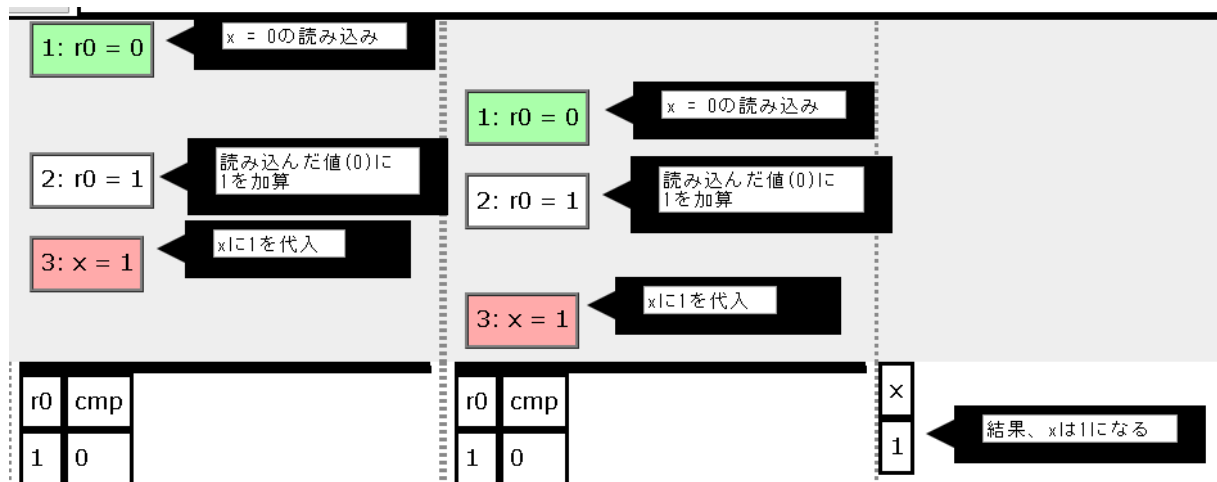 1: r0 = 0
x = 0の読み込み
2: r0 = 1
読み込んだ値(0)に
1を加算
3: x = 1
xに1を代入
1: r0 = 0
x = 0の読み込み
2: r0 = 1
読み込んだ値(0)に
1を加算
3: x = 1
xに1を代入
r0 cmp
1 0
r0 cmp
1 0
x
1
結果、xは1になる